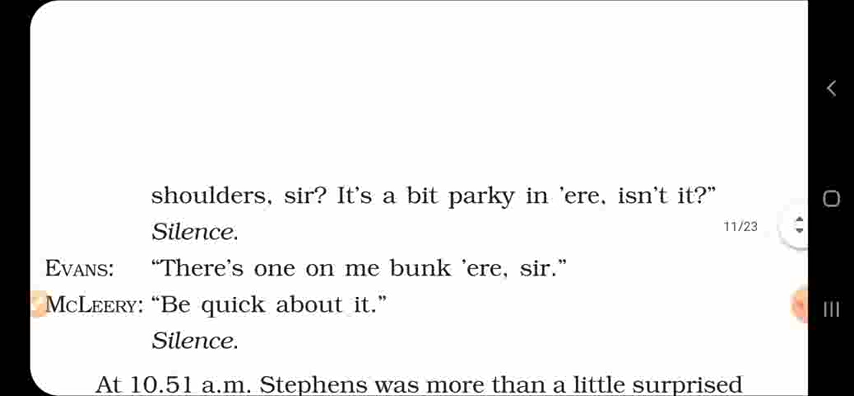 shoulders, sir? It’s a bit parky in ’ere, isn’t it?”
Silence.
11/23
EVANS: “There’s one on me bunk ’ere, sir.”
MCLEERY: “Be quick about it.”
Silence.
At 10.51 a.m. Stephens was more than a little surprised